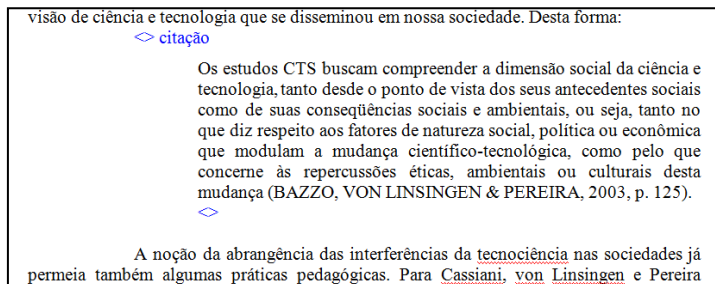 visão de ciência e tecnologia que se disseminou em nossa sociedade. Desta forma:
<> citação
Os estudos CTS buscam compreender a dimensão social da ciência e
tecnologia, tanto desde o ponto de vista dos seus antecedentes sociais
como de suas conseqüências sociais e ambientais, ou seja, tanto no
que diz respeito aos fatores de natureza social, política ou econômica
que modulam a mudança científico-tecnológica, como pelo que
concerne às repercussões éticas, ambientais ou culturais desta
mudança (BAZZO, VON LINSINGEN & PEREIRA, 2003, p. 125).
<>
A noção da abrangência das interferências da tecnociência nas sociedades já
permeia também algumas práticas pedagógicas. Para Cassiani, von Linsingen e Pereira